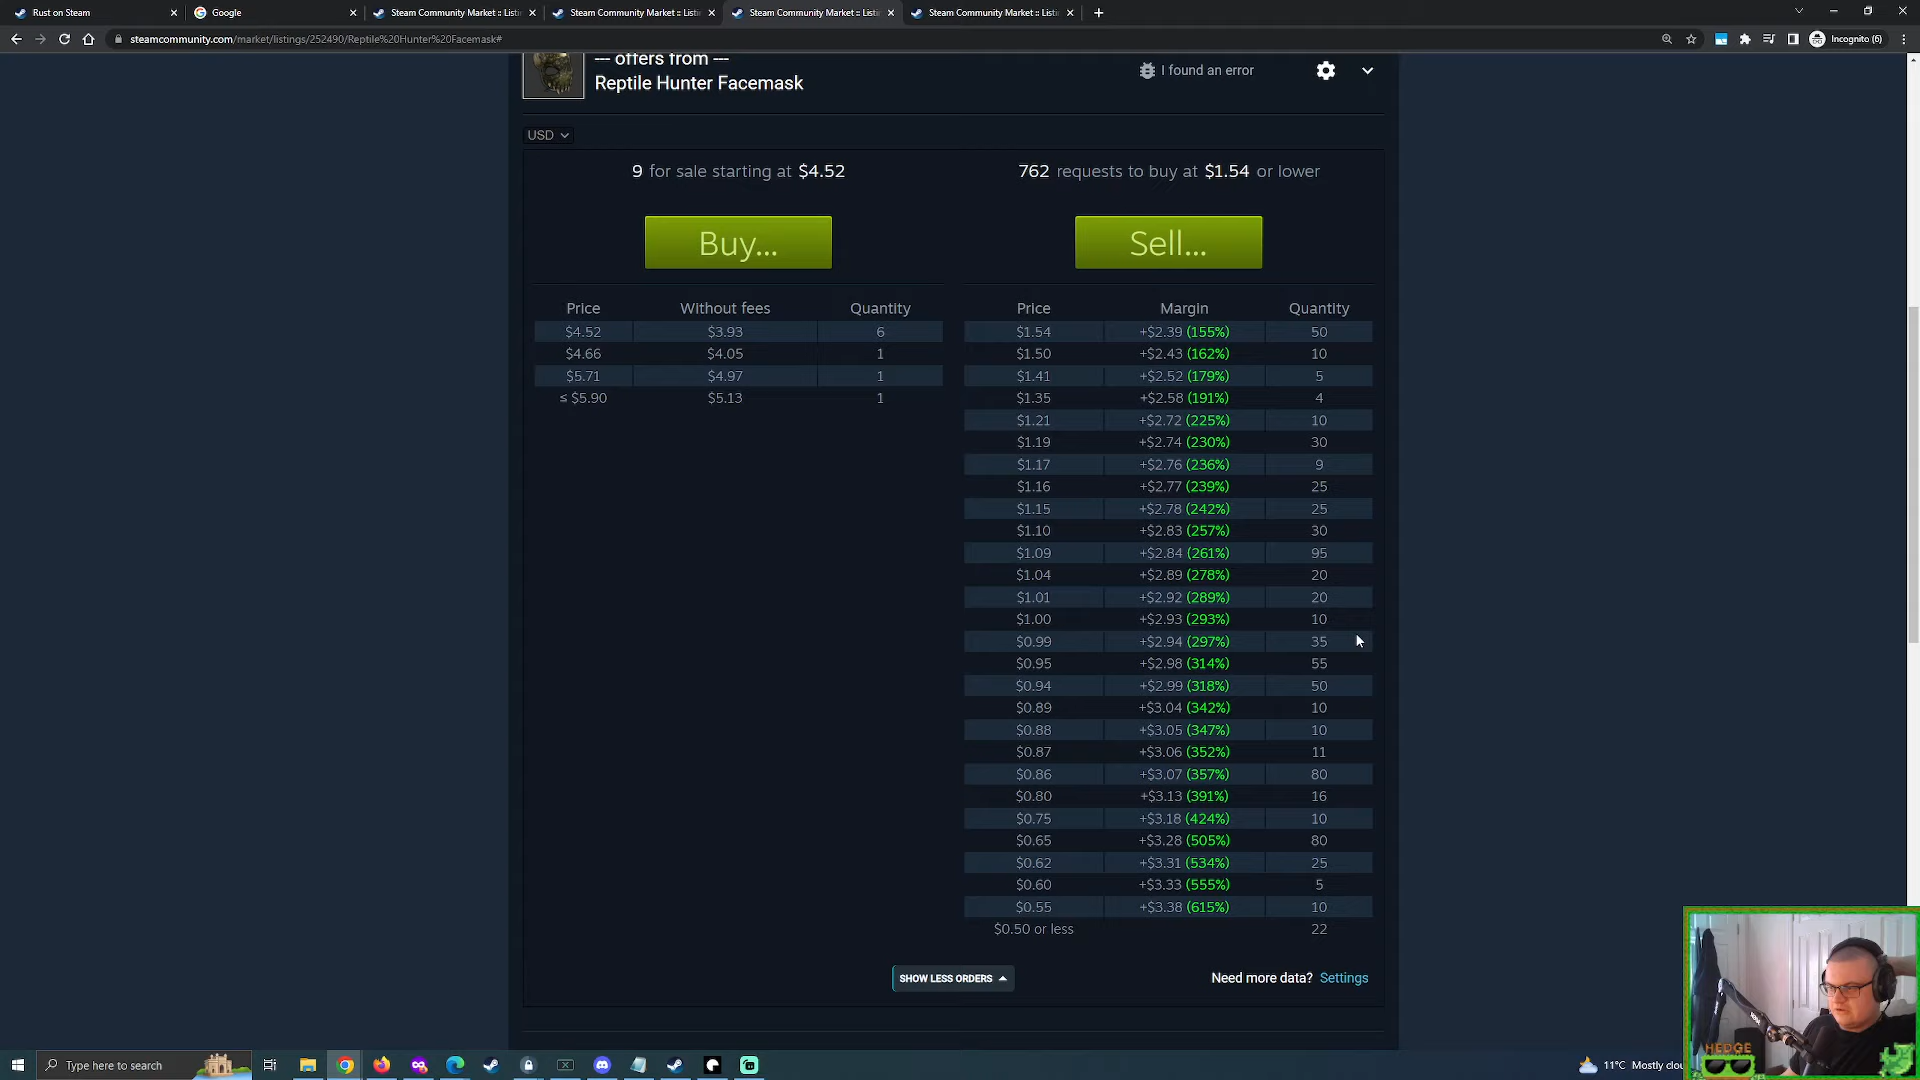 Rust on Steam
Google
Steam Community Market :: Listi
Steam Community Market :: Listi
Steam Community Market :: Listi
Steam Community Market :: Listi
steamcommunity.com/market/listings/252490/Reptile%20Hunter%20Facemask#
Incognito (6)
--- offers from ---
Reptile Hunter Facemask
I found an error
USD
9 for sale starting at $4.52
762 requests to buy at $1.54 or lower
Buy...
Sell...
Price Without fees Quantity
$4.52 $3.93 6
$4.66 $4.05 1
$5.71 $4.97 1
≤ $5.90 $5.13 1
Price Margin Quantity
$1.54 +$2.39 (155%) 50
$1.50 +$2.43 (162%) 10
$1.41 +$2.52 (179%) 5
$1.35 +$2.58 (191%) 4
$1.21 +$2.72 (225%) 10
$1.19 +$2.74 (230%) 30
$1.17 +$2.76 (236%) 9
$1.16 +$2.77 (239%) 25
$1.15 +$2.78 (242%) 25
$1.10 +$2.83 (257%) 30
$1.09 +$2.84 (261%) 95
$1.04 +$2.89 (278%) 20
$1.01 +$2.92 (289%) 20
$1.00 +$2.93 (293%) 10
$0.99 +$2.94 (297%) 35
$0.95 +$2.98 (314%) 55
$0.94 +$2.99 (318%) 50
$0.89 +$3.04 (342%) 10
$0.88 +$3.05 (347%) 10
$0.87 +$3.06 (352%) 11
$0.86 +$3.07 (357%) 80
$0.80 +$3.13 (391%) 16
$0.75 +$3.18 (424%) 10
$0.65 +$3.28 (505%) 80
$0.62 +$3.31 (534%) 25
$0.60 +$3.33 (555%) 5
$0.55 +$3.38 (615%) 10
$0.50 or less 22
SHOW LESS ORDERS
Need more data? Settings
HEDGE
Type here to search
11°C Mostly clou